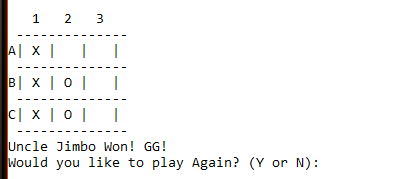 1 2 3
-------------
A| X |   |   |
-------------
B| X | O |   |
-------------
C| X | O |   |
-------------
Uncle Jimbo Won! GG!
Would you like to play Again? (Y or N):